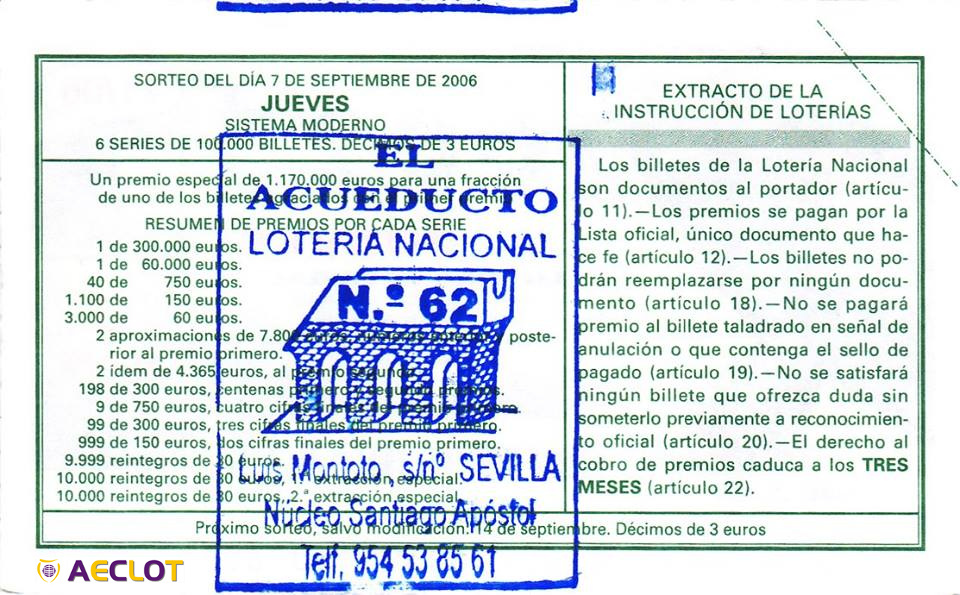 SORTEO DEL DÍA 7 DE SEPTIEMBRE DE 2006
JUEVES
SISTEMA MODERNO
6 SERIES DE 100.000 BILLETES. DECIMOS DE 3 EUROS
Un premio especial de 1.170.000 euros para una fracción
de uno de los billetes agraciados con el primer premio
RESUMEN DE PREMIOS POR CADA SERIE
1 de 300.000 euros.
1 de 60.000 euros.
40 de 750 euros.
1.100 de 150 euros.
3.000 de 60 euros.
2 aproximaciones de 7.80 poste-
rior al premio primero.
2 ídem de 4.365 euros, al premio segundo.
198 de 300 euros, centenas primero y segundo premios.
9 de 750 euros, cuatro cifras finales del premio primero
99 de 300 euros, tres cifras finales del premio primero.
999 de 150 euros, dos cifras finales del premio primero.
9.999 reintegros de 30 euros.
10.000 reintegros de 30 euros, 1.ª extracción especial.
10.000 reintegros de 30 euros, 2.ª extracción especial.
Próximo sorteo, salvo modificación: 14 de septiembre. Décimos de 3 euros
EXTRACTO DE LA
INSTRUCCIÓN DE LOTERÍAS
Los billetes de la Lotería Nacional
son documentos al portador (artícu-
lo 11).—Los premios se pagan por la
Lista oficial, único documento que ha-
ce fe (artículo 12).—Los billetes no po-
drán reemplazarse por ningún docu-
mento (artículo 18).—No se pagará
premio al billete taladrado en señal de
anulación o que contenga el sello de
pagado (artículo 19).—No se satisfará
ningún billete que ofrezca duda sin
someterlo previamente a reconocimien-
to oficial (artículo 20).—El derecho al
cobro de premios caduca a los TRES
MESES (artículo 22).
EL
ACUEDUCTO
LOTERIA NACIONAL
N.º 62
Luis Montoto, s/nº SEVILLA
Núcleo Santiago Apóstol
Telf. 954 53 85 61
AECLOT